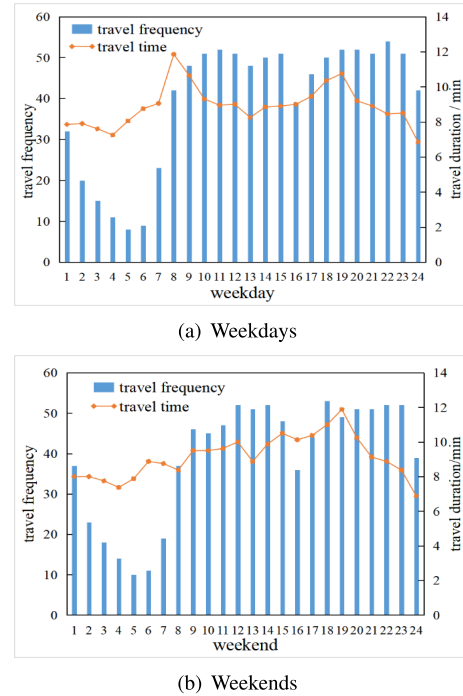 60
50
40
30
20
10
0
14
12
10
8
6
4
2
0
travel frequency
travel time
travel frequency
travel duration / min
1 2 3 4 5 6 7 8 9 10 11 12 13 14 15 16 17 18 19 20 21 22 23 24
weekday
(a) Weekdays
60
50
40
30
20
10
0
14
12
10
8
6
4
2
0
travel frequency
travel time
travel frequency
travel duration/min
1 2 3 4 5 6 7 8 9 10 11 12 13 14 15 16 17 18 19 20 21 22 23 24
weekend
(b) Weekends